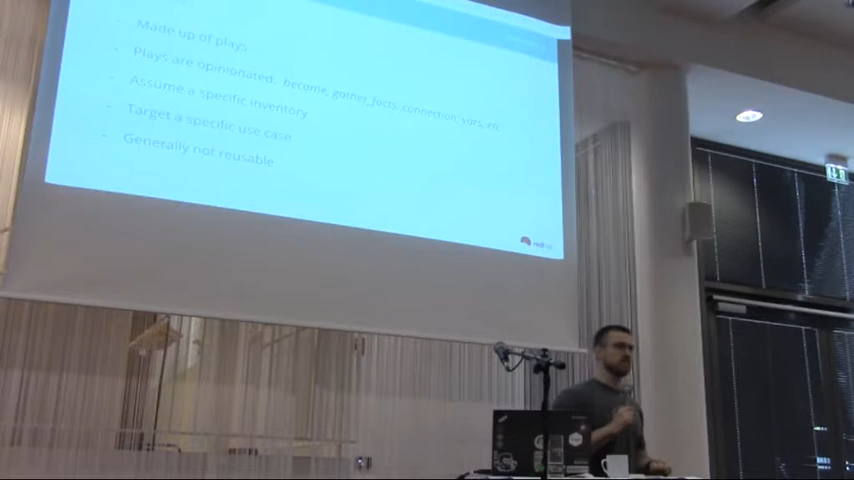 Made up of plays
Plays are opinionated: become, gather_facts, connection, vars, etc
Assume a specific inventory
Target a specific use case
Generally not reusable
redhat